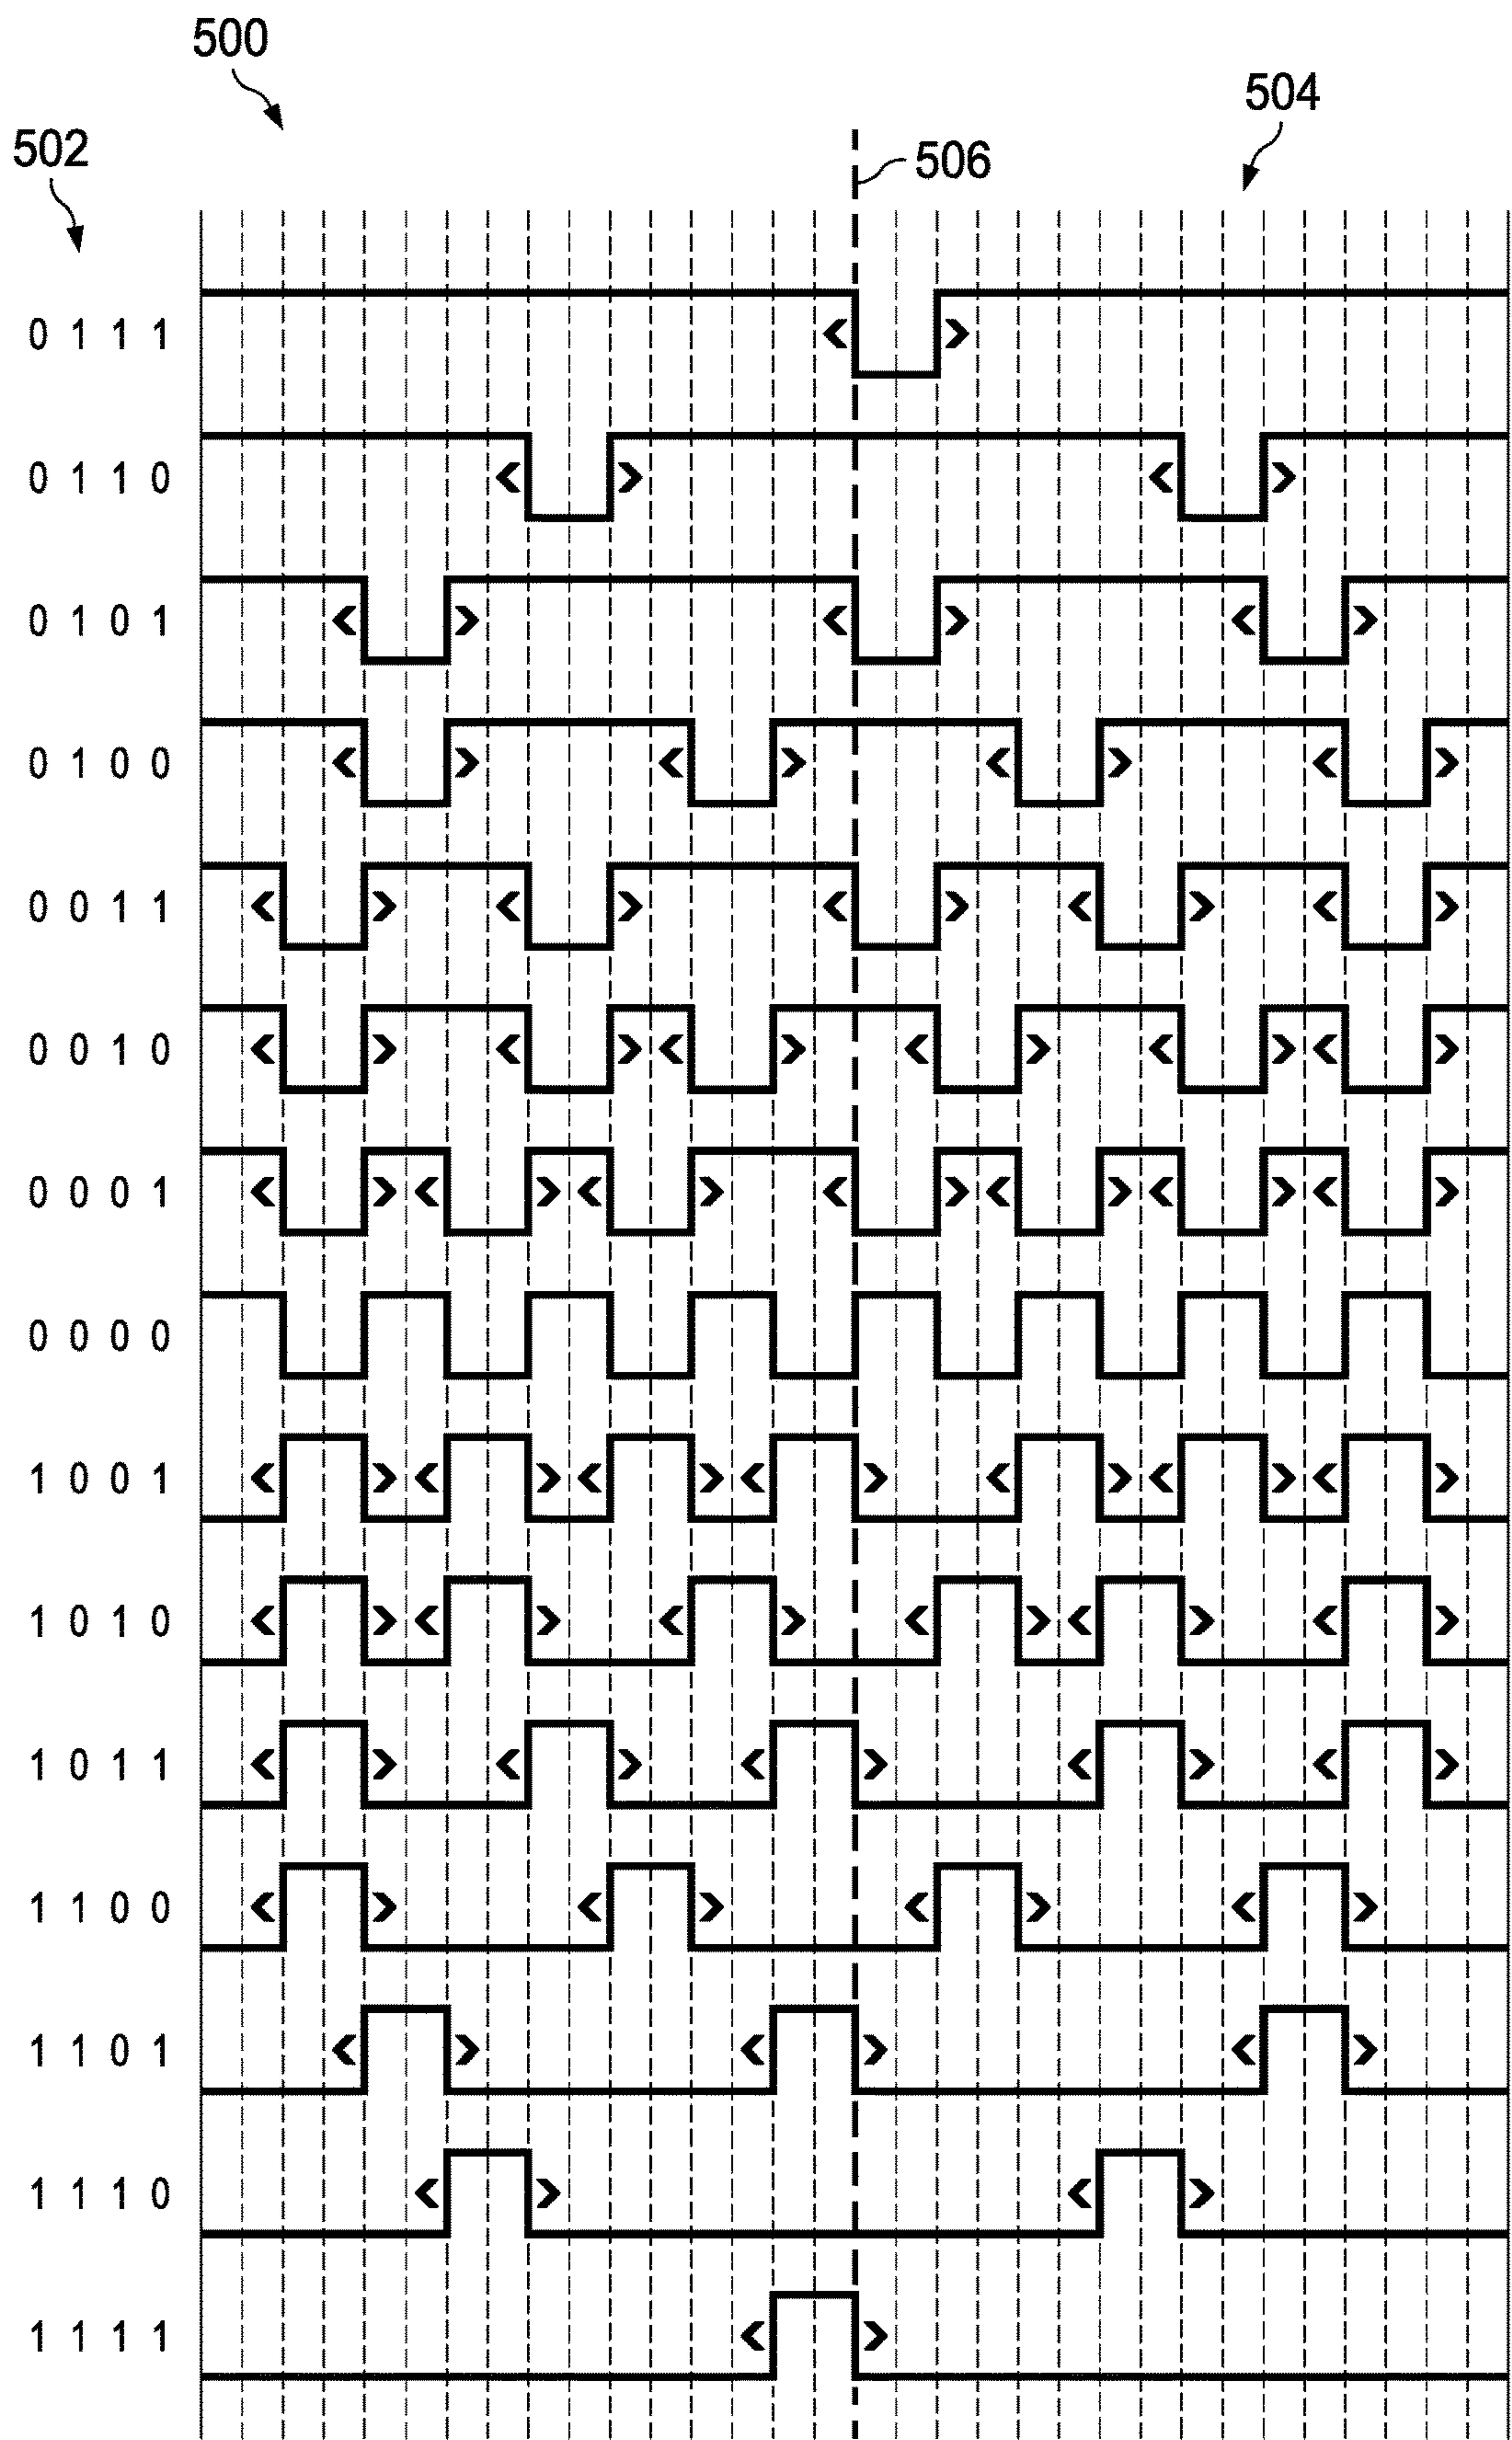 500
504
502
506
0 1 1 1
0 1 1 0
0 1 0 1
0 1 0 0
0 0 1 1
0 0 1 0
0 0 0 1
0 0 0 0
1 0 0 1
1 0 1 0
1 0 1 1
1 1 0 0
1 1 0 1
1 1 1 0
1 1 1 1